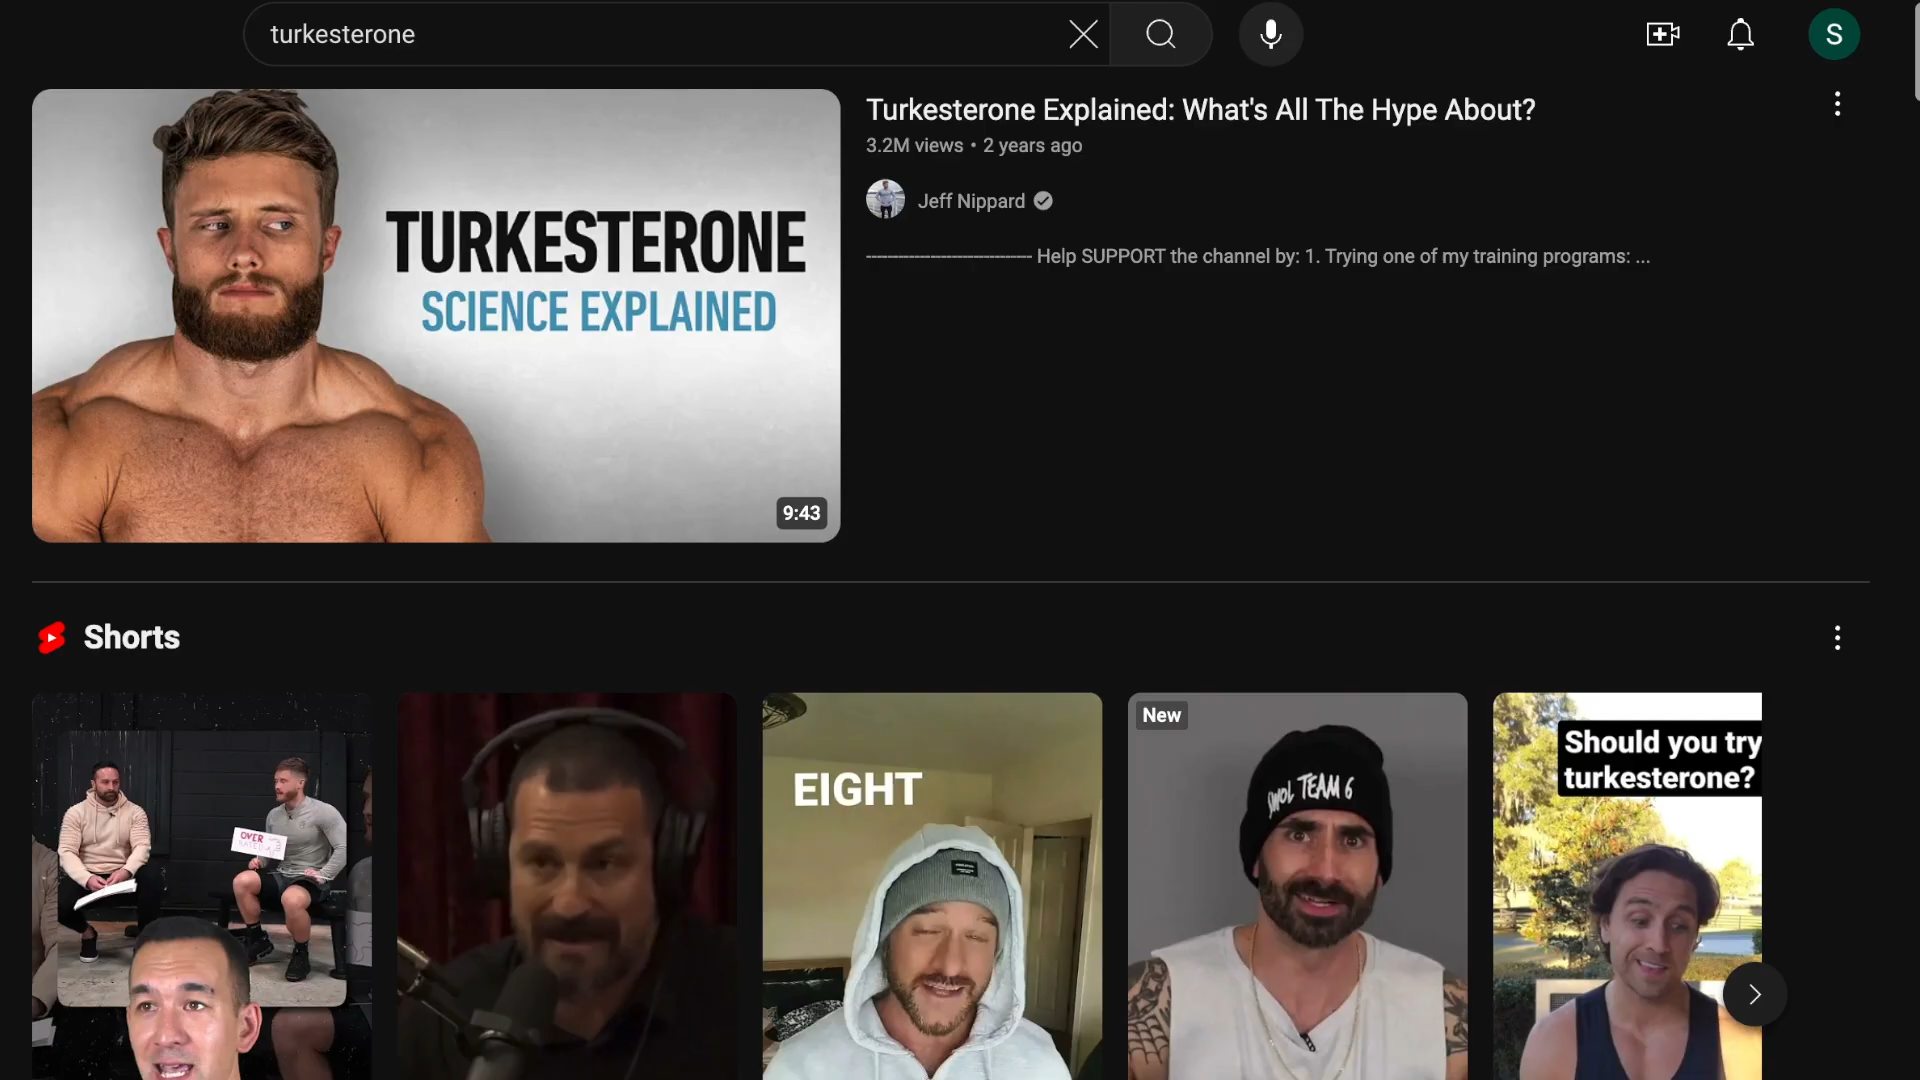 turkesterone
S
Turkesterone Explained: What's All The Hype About?
3.2M views • 2 years ago
Jeff Nippard
------------------------------- Help SUPPORT the channel by: 1. Trying one of my training programs: ...
TURKESTERONE
SCIENCE EXPLAINED
9:43
Shorts
OVER
EIGHT
New
SWOL TEAM 6
Should you try
turkesterone?